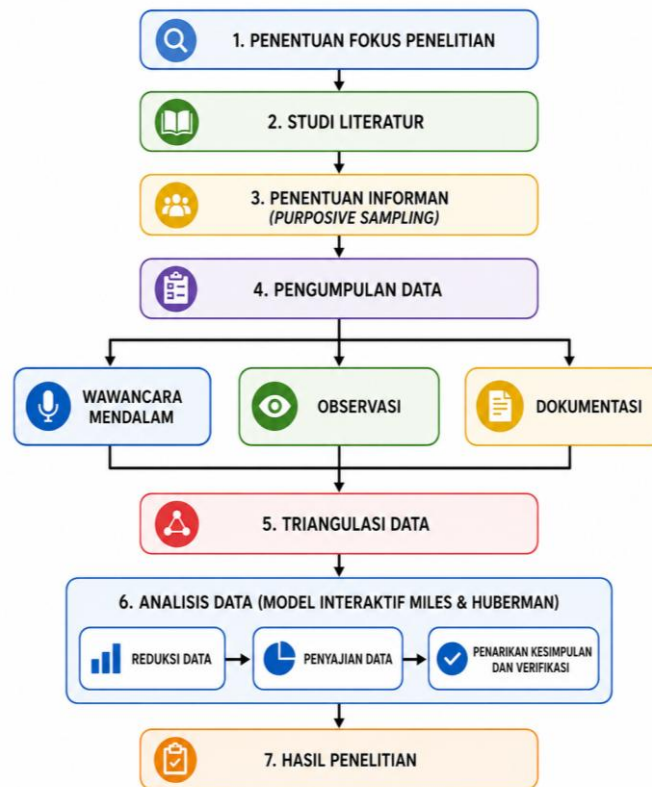 1. PENENTUAN FOKUS PENELITIAN
2. STUDI LITERATUR
3. PENENTUAN INFORMAN
(PURPOSIVE SAMPLING)
4. PENGUMPULAN DATA
WAWANCARA
MENDALAM
OBSERVASI
DOKUMENTASI
5. TRIANGULASI DATA
6. ANALISIS DATA (MODEL INTERAKTIF MILES & HUBERMAN)
REDUKSI DATA
PENYAJIAN DATA
PENARIKAN KESIMPULAN
DAN VERIFIKASI
7. HASIL PENELITIAN